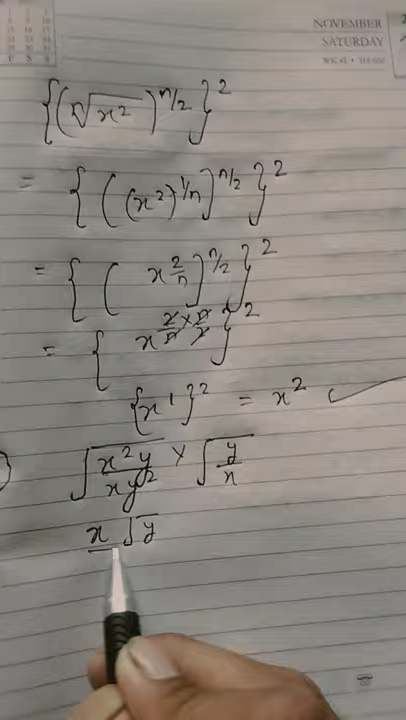 NOVEMBER
SATURDAY
{(ⁿ√x²)^n/2}²
= {((x²)^1/n)^n/2}²
= {(x^2/n)^n/2}²
= {x^2/n × n/2}²
{x¹}² = x²
√(x²y/xy²) × √(y/x)
x√y